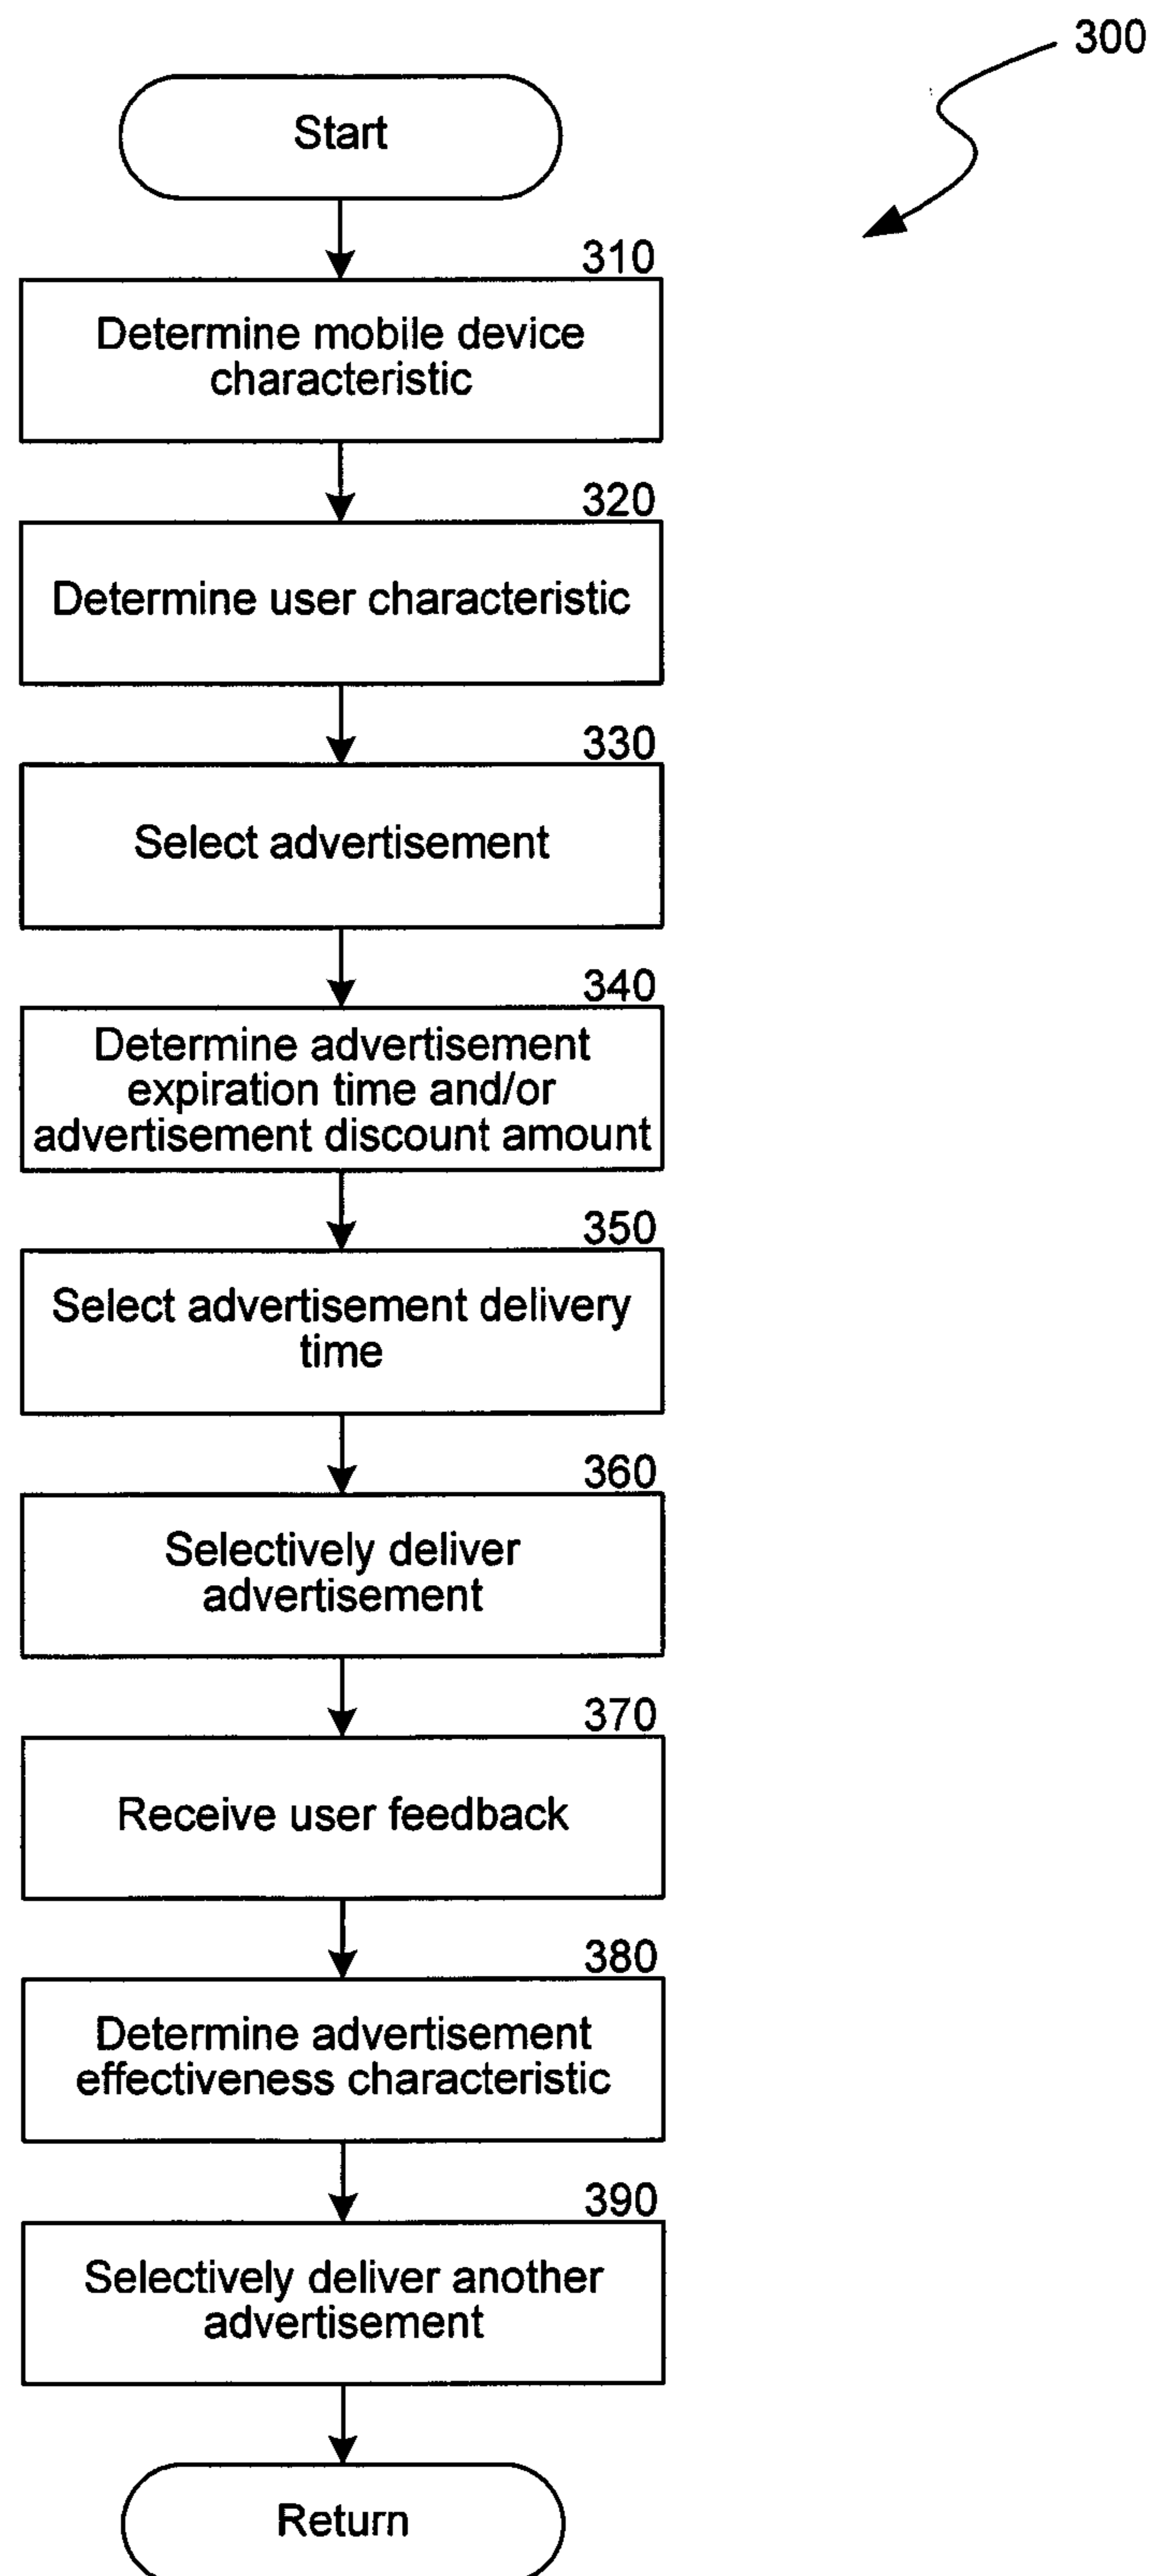 300
Start
310
Determine mobile device
characteristic
320
Determine user characteristic
330
Select advertisement
340
Determine advertisement
expiration time and/or
advertisement discount amount
350
Select advertisement delivery
time
360
Selectively deliver
advertisement
370
Receive user feedback
380
Determine advertisement
effectiveness characteristic
390
Selectively deliver another
advertisement
Return